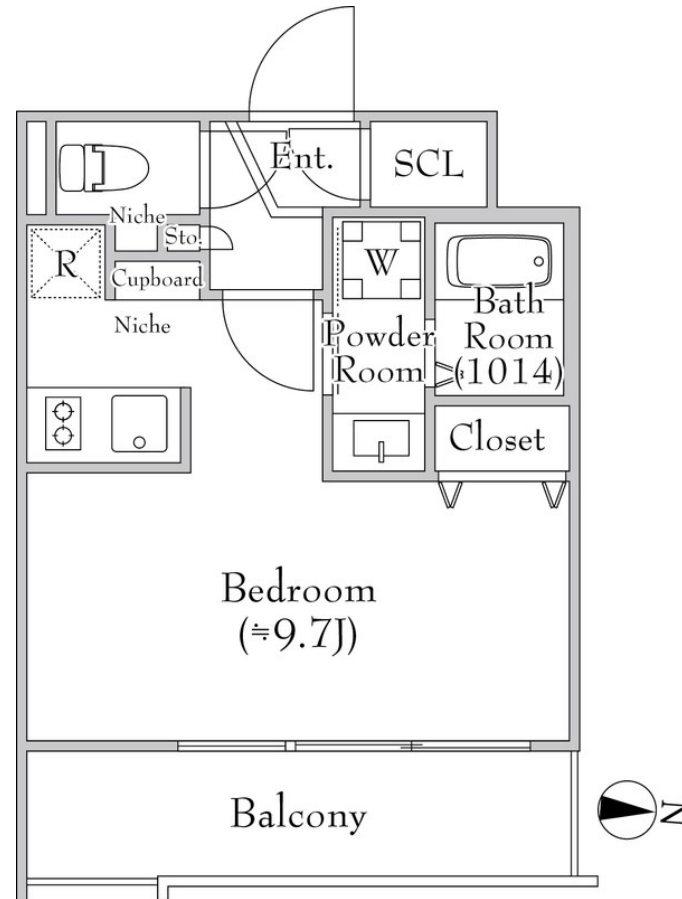 Ent.
SCL
Niche
Sto.
R
Cupboard
W
Niche
Powder
Room
Bath
Room
(1014)
Closet
Bedroom
(≒9.7J)
Balcony
N